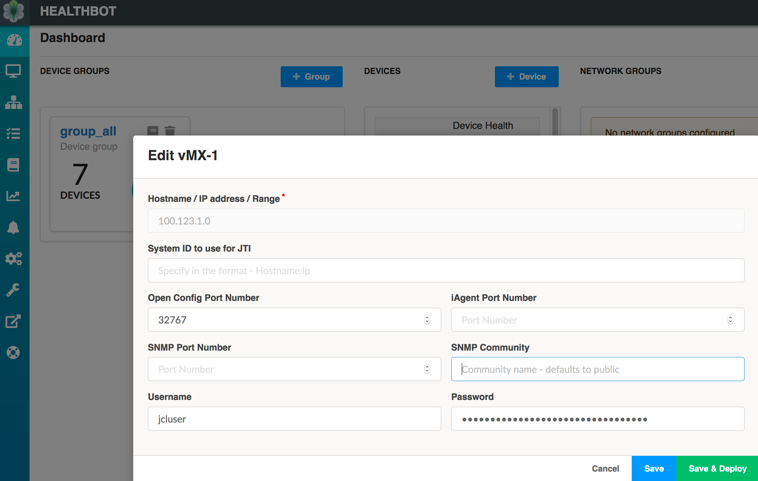 HEALTHBOT
Dashboard
DEVICE GROUPS
+ Group
DEVICES
+ Device
NETWORK GROUPS
group_all
Device group
7
DEVICES
Device Health
No network groups configured
Edit vMX-1
Hostname / IP address / Range *
100.123.1.0
System ID to use for JTI
Specify in the format - Hostname:Ip
Open Config Port Number
iAgent Port Number
32767
Port Number
SNMP Port Number
SNMP Community
Port Number
Community name - defaults to public
Username
Password
jcluser
••••••••••••••••••••••••••••••••••
Cancel
Save
Save & Deploy